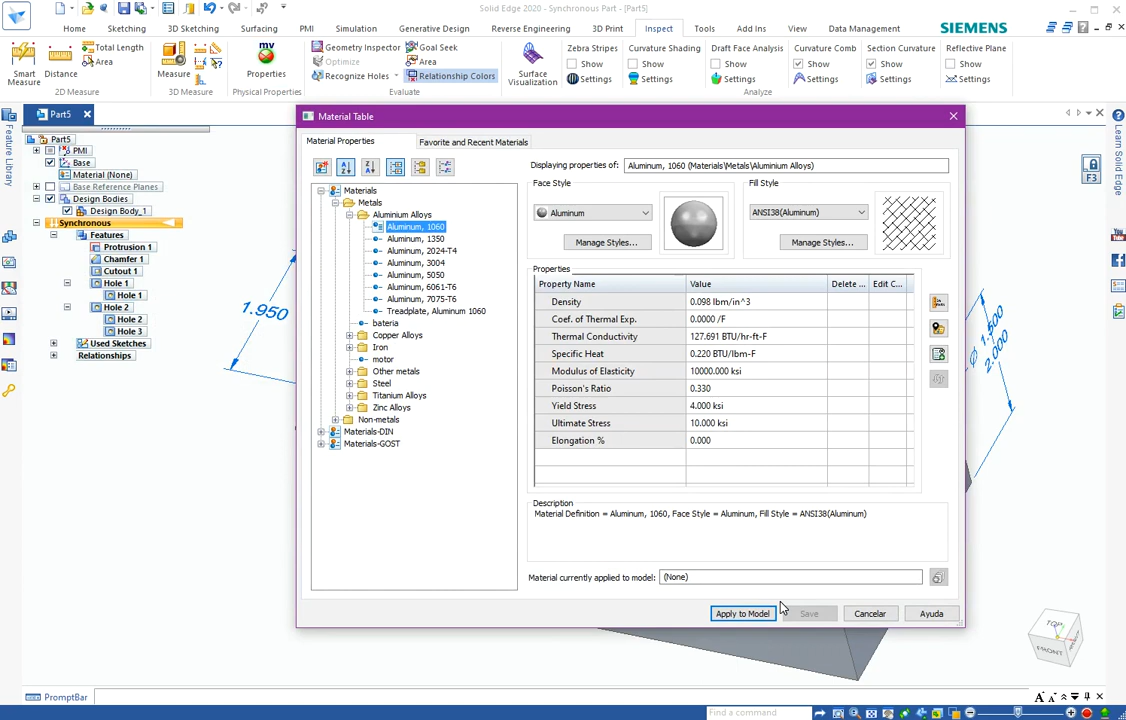 Solid Edge 2020 - Synchronous Part - [Part5]
Home Sketching 3D Sketching Surfacing PMI Simulation Generative Design Reverse Engineering 3D Print Inspect Tools Add Ins View Data Management SIEMENS
Smart Measure
Distance
Total Length
Area
2D Measure
Measure
3D Measure
Properties
Physical Properties
Geometry Inspector
Optimize
Recognize Holes
Goal Seek
Area
Relationship Colors
Evaluate
Surface Visualization
Zebra Stripes
Show
Settings
Curvature Shading
Show
Settings
Draft Face Analysis
Show
Settings
Curvature Comb
Show
Settings
Section Curvature
Show
Settings
Reflective Plane
Show
Settings
Analyze
Part5
Feature Library
Learn Solid Edge
F3
Part5
PMI
Base
Material (None)
Base Reference Planes
Design Bodies
Design Body_1
Synchronous
Features
Protrusion 1
Chamfer 1
Cutout 1
Hole 1
Hole 1
Hole 2
Hole 2
Hole 3
Used Sketches
Relationships
1.950
Ø 1.500
2.000
Material Table
Material Properties
Favorite and Recent Materials
Materials
Metals
Aluminium Alloys
Aluminum, 1060
Aluminum, 1350
Aluminum, 2024-T4
Aluminum, 3004
Aluminum, 5050
Aluminum, 6061-T6
Aluminum, 7075-T6
Treadplate, Aluminum 1060
bateria
Copper Alloys
Iron
motor
Other metals
Steel
Titanium Alloys
Zinc Alloys
Non-metals
Materials-DIN
Materials-GOST
Displaying properties of: Aluminum, 1060 (Materials\Metals\Aluminium Alloys)
Face Style
Aluminum
Manage Styles...
Fill Style
ANSI38(Aluminum)
Manage Styles...
Properties
Property Name Value Delete ... Edit C...
Density 0.098 lbm/in^3
Coef. of Thermal Exp. 0.0000 /F
Thermal Conductivity 127.691 BTU/hr-ft-F
Specific Heat 0.220 BTU/lbm-F
Modulus of Elasticity 10000.000 ksi
Poisson's Ratio 0.330
Yield Stress 4.000 ksi
Ultimate Stress 10.000 ksi
Elongation % 0.000
Description
Material Definition = Aluminum, 1060, Face Style = Aluminum, Fill Style = ANSI38(Aluminum)
Material currently applied to model: (None)
Apply to Model Save Cancelar Ayuda
TOP
FRONT
PromptBar
Find a command